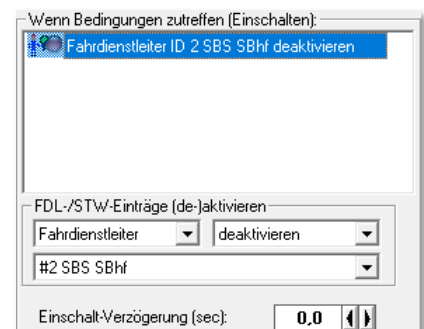 Wenn Bedingungen zutreffen (Einschalten):
Fahrdienstleiter ID 2 SBS SBhf deaktivieren
FDL-/STW-Einträge (de-)aktivieren
Fahrdienstleiter deaktivieren
#2 SBS SBhf
Einschalt-Verzögerung (sec): 0,0